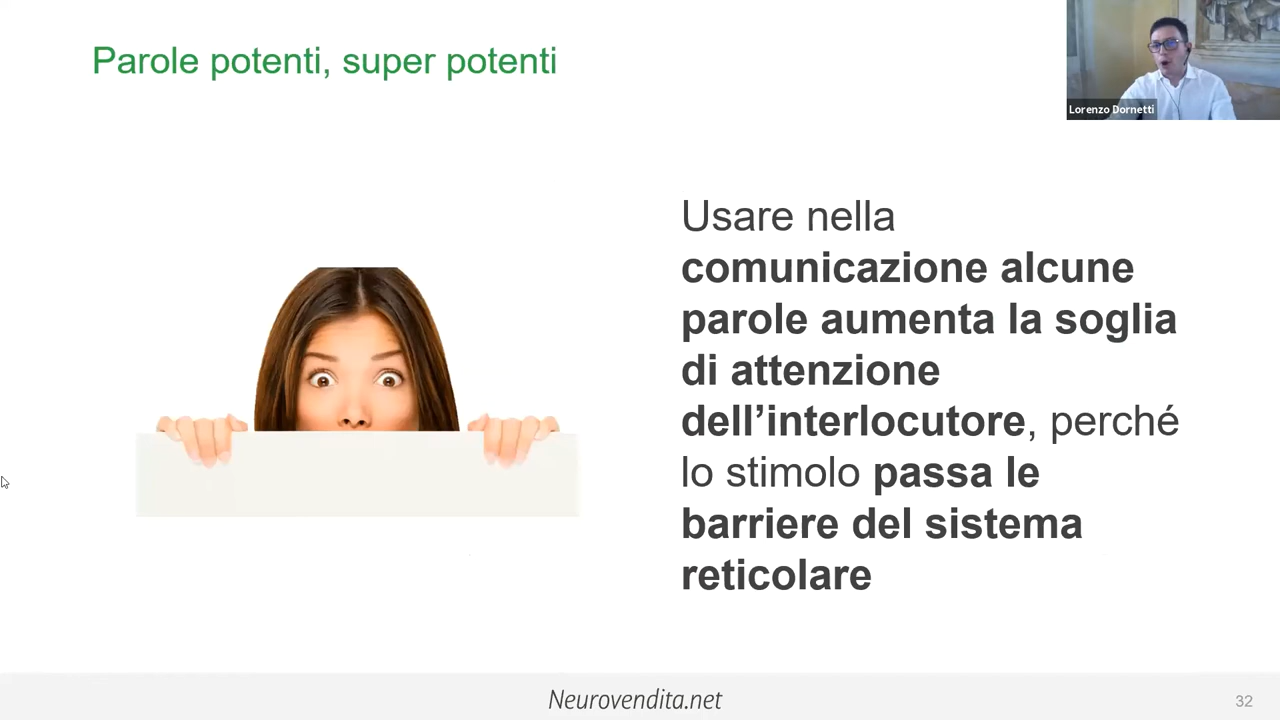 Parole potenti, super potenti
Lorenzo Dornetti
Usare nella
comunicazione alcune
parole aumenta la soglia
di attenzione
dell’interlocutore, perché
lo stimolo passa le
barriere del sistema
reticolare
Neurovendita.net
32